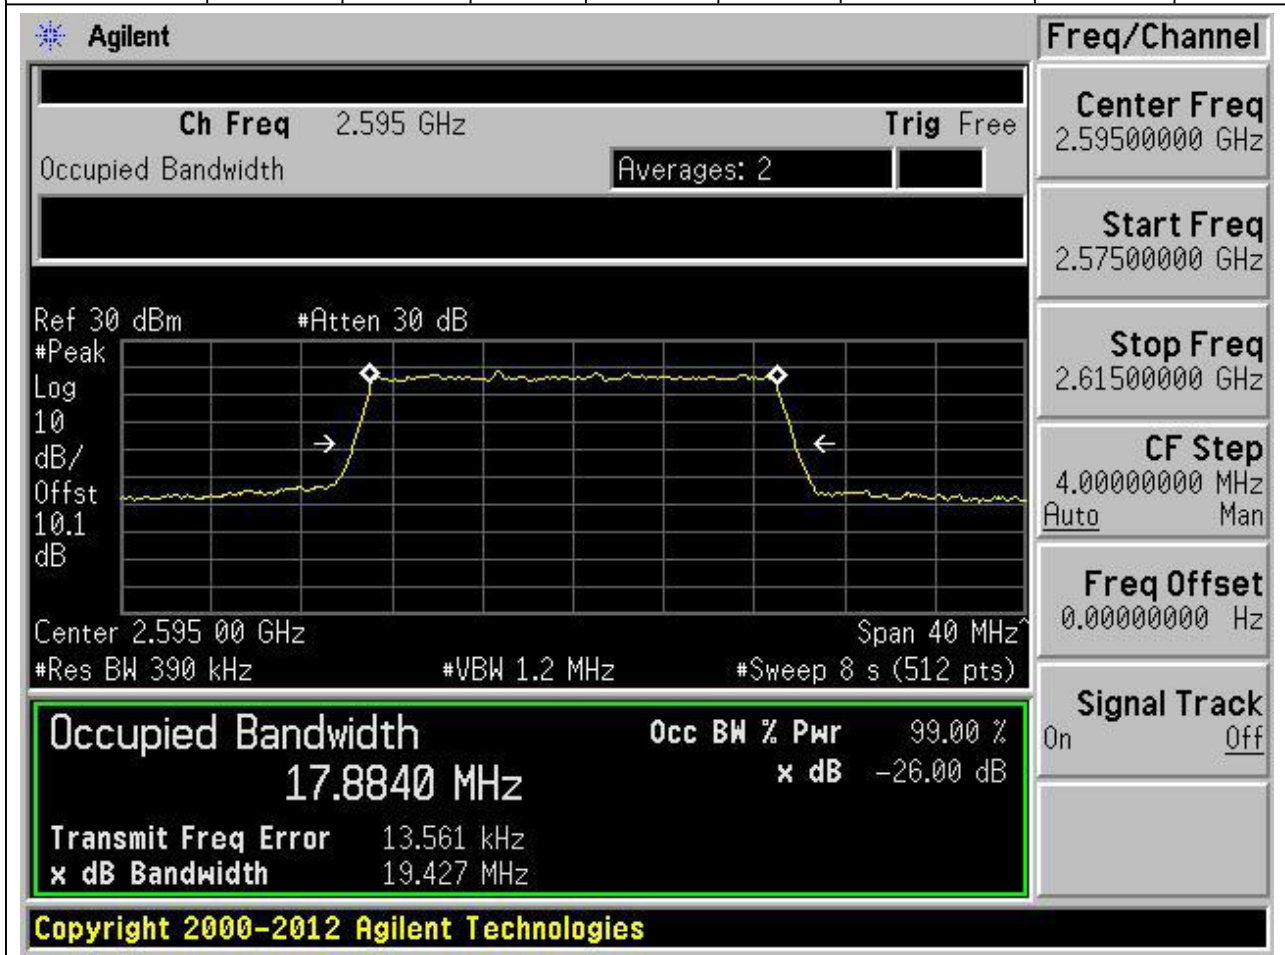 Agilent
Freq/Channel
Ch Freq 2.595 GHz Trig Free
Occupied Bandwidth Averages: 2
Center Freq
2.59500000 GHz
Start Freq
2.57500000 GHz
Stop Freq
2.61500000 GHz
CF Step
4.00000000 MHz
Auto Man
Freq Offset
0.00000000 Hz
Signal Track
On Off
Ref 30 dBm #Atten 30 dB
#Peak
Log
10
dB/
Offst
10.1
dB
Center 2.595 00 GHz Span 40 MHz^
#Res BW 390 kHz #VBW 1.2 MHz #Sweep 8 s (512 pts)
Occupied Bandwidth
17.8840 MHz
Occ BW % Pwr 99.00 %
x dB -26.00 dB
Transmit Freq Error 13.561 kHz
x dB Bandwidth 19.427 MHz
Copyright 2000-2012 Agilent Technologies